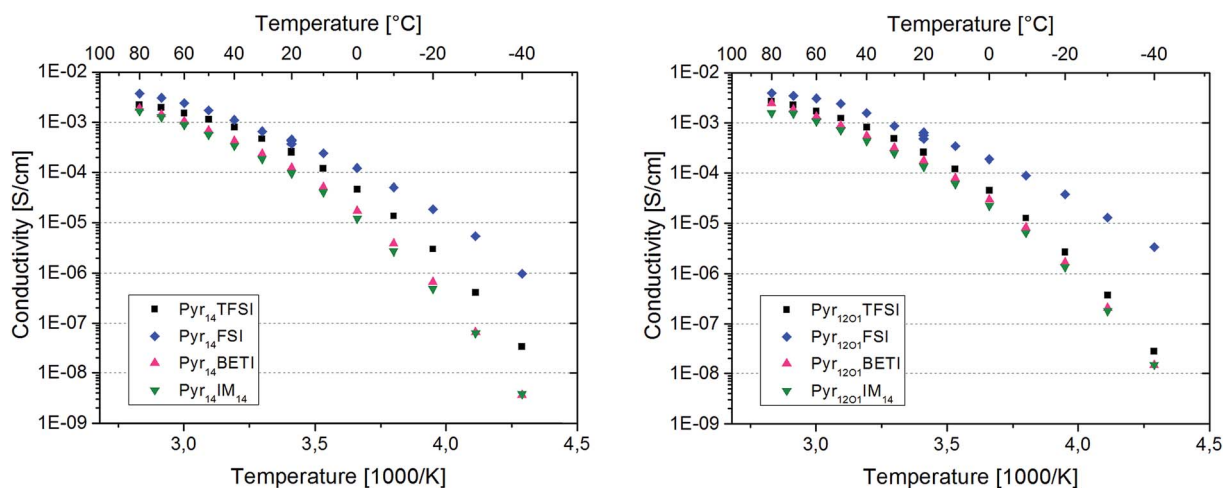 Temperature [°C]
100 80 60 40 20 0 -20 -40
1E-02
1E-03
1E-04
1E-05
1E-06
1E-07
1E-08
1E-09
Conductivity [S/cm]
Pyr₁₄TFSI
Pyr₁₄FSI
Pyr₁₄BETI
Pyr₁₄IM₁₄
3,0 3,5 4,0 4,5
Temperature [1000/K]
Temperature [°C]
100 80 60 40 20 0 -20 -40
1E-02
1E-03
1E-04
1E-05
1E-06
1E-07
1E-08
1E-09
Conductivity [S/cm]
Pyr₁₂O₁TFSI
Pyr₁₂O₁FSI
Pyr₁₂O₁BETI
Pyr₁₂O₁IM₁₄
3,0 3,5 4,0 4,5
Temperature [1000/K]